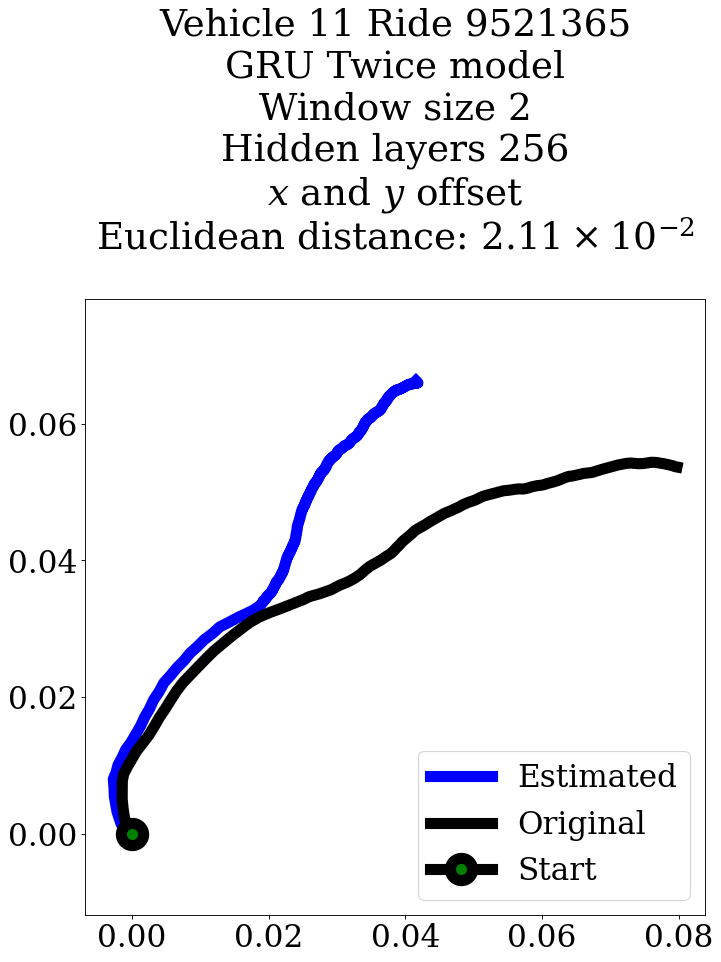 Vehicle 11 Ride 9521365
GRU Twice model
Window size 2
Hidden layers 256
x and y offset
Euclidean distance: 2.11 × 10⁻²
0.06
0.04
0.02
0.00
Estimated
Original
Start
0.00 0.02 0.04 0.06 0.08